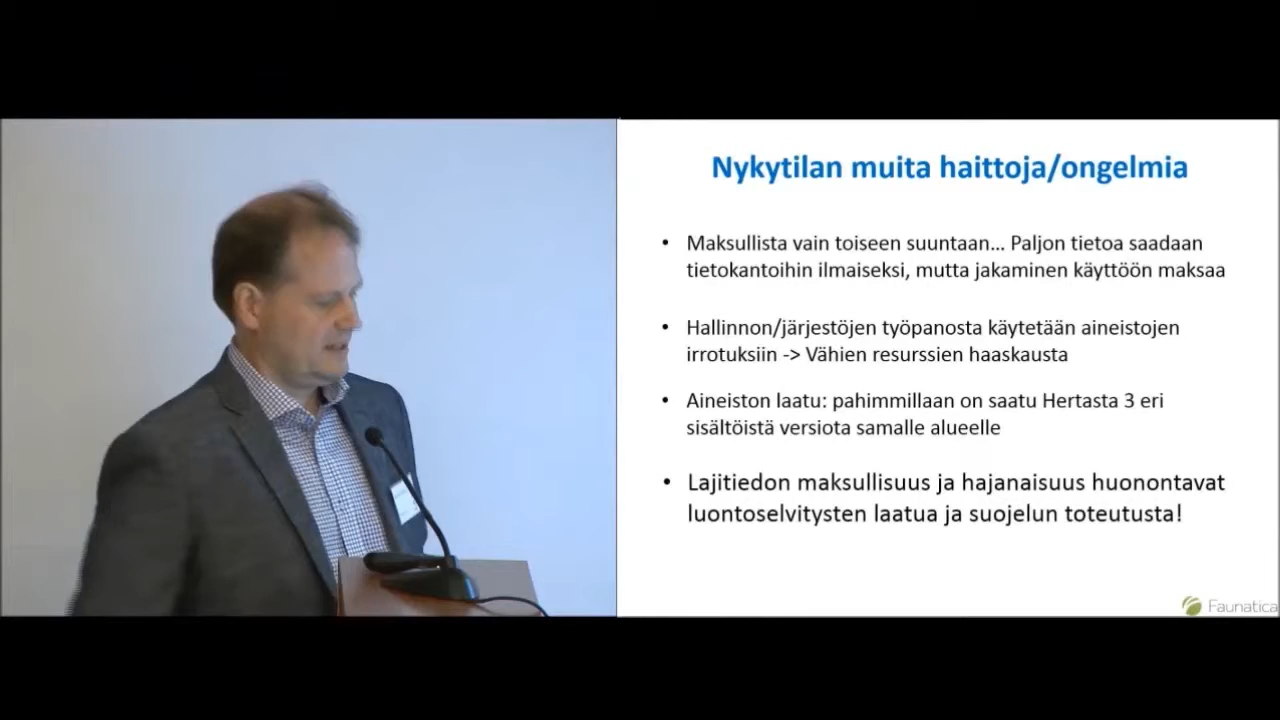 Nykytilan muita haittoja/ongelmia
• Maksullista vain toiseen suuntaan... Paljon tietoa saadaan
tietokantoihin ilmaiseksi, mutta jakaminen käyttöön maksaa
• Hallinnon/järjestöjen työpanosta käytetään aineistojen
irrotuksiin -> Vähien resurssien haaskausta
• Aineiston laatu: pahimmillaan on saatu Hertasta 3 eri
sisältöistä versiota samalle alueelle
• Lajitiedon maksullisuus ja hajanaisuus huonontavat
luontoselvitysten laatua ja suojelun toteutusta!
Faunatica